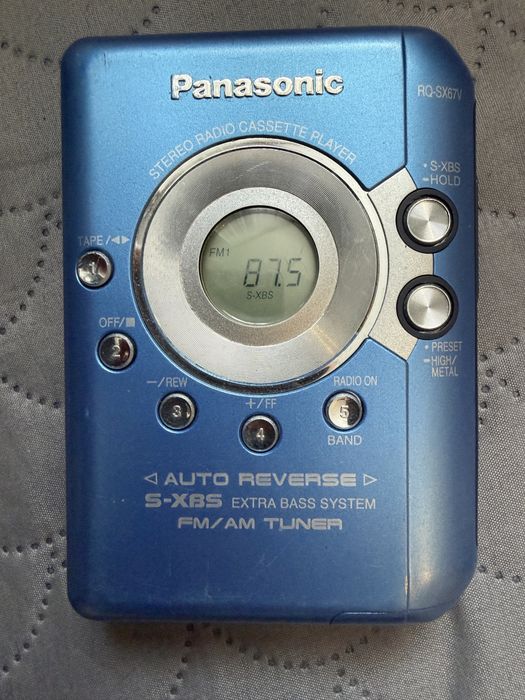 Panasonic
RQ-SX67V
STEREO RADIO CASSETTE PLAYER
• S-XBS
– HOLD
TAPE /◁▷
1
FM1
87.5
S-XBS
OFF/■
2
• PRESET
– HIGH/
METAL
–/REW
3
+/FF
4
RADIO ON
5
BAND
◁ AUTO REVERSE ▷
S-XBS EXTRA BASS SYSTEM
FM/AM TUNER